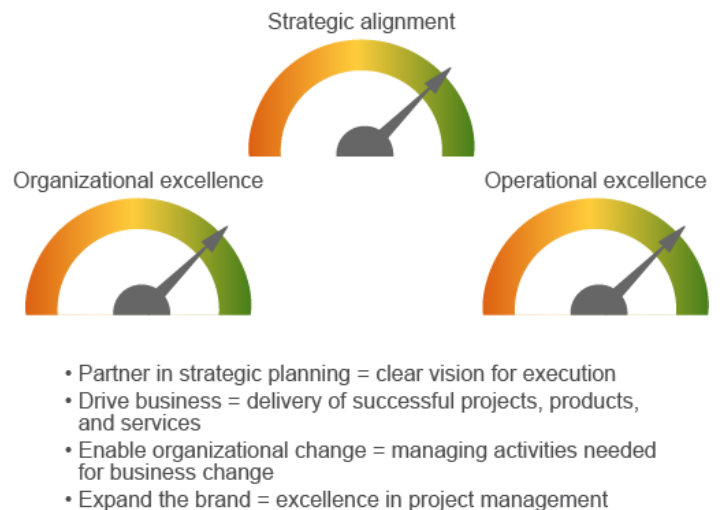 Strategic alignment
Organizational excellence
Operational excellence
• Partner in strategic planning = clear vision for execution
• Drive business = delivery of successful projects, products,
and services
• Enable organizational change = managing activities needed
for business change
• Expand the brand = excellence in project management